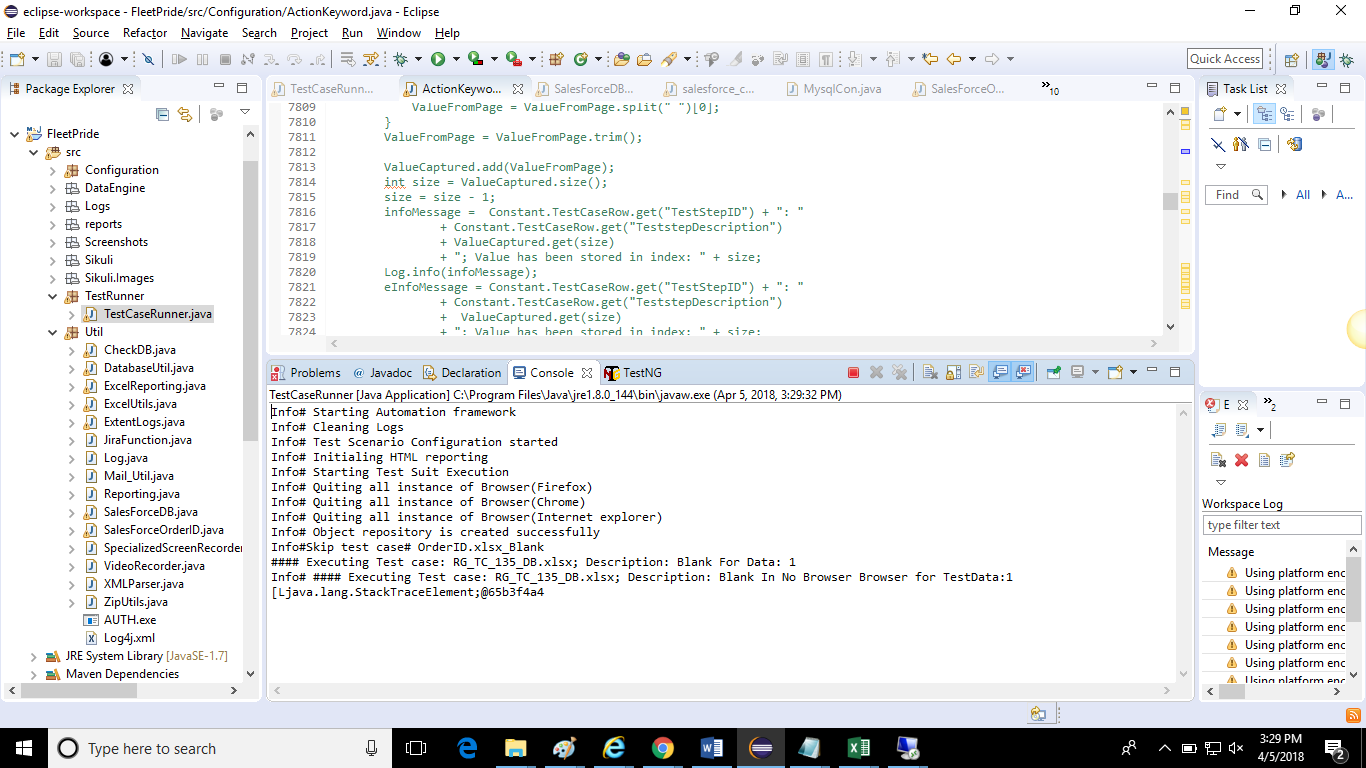 eclipse-workspace - FleetPride/src/Configuration/ActionKeyword.java - Eclipse
File Edit Source Refactor Navigate Search Project Run Window Help
Quick Access
Package Explorer
TestCaseRunn...
ActionKeywo...
SalesForceDB...
salesforce_c...
MysqlCon.java
SalesForceO...
10
Task List
FleetPride
src
Configuration
DataEngine
Logs
reports
Screenshots
Sikuli
Sikuli.Images
TestRunner
TestCaseRunner.java
Util
CheckDB.java
DatabaseUtil.java
ExcelReporting.java
ExcelUtils.java
ExtentLogs.java
JiraFunction.java
Log.java
Mail_Util.java
Reporting.java
SalesForceDB.java
SalesForceOrderID.java
SpecializedScreenRecorder
VideoRecorder.java
XMLParser.java
ZipUtils.java
AUTH.exe
Log4j.xml
JRE System Library [JavaSE-1.7]
Maven Dependencies
7809 ValueFromPage = ValueFromPage.split(" ")[0];
7810 }
7811 ValueFromPage = ValueFromPage.trim();
7812
7813 ValueCaptured.add(ValueFromPage);
7814 int size = ValueCaptured.size();
7815 size = size - 1;
7816 infoMessage =  Constant.TestCaseRow.get("TestStepID") + ": "
7817 + Constant.TestCaseRow.get("TeststepDescription")
7818 + ValueCaptured.get(size)
7819 + "; Value has been stored in index: " + size;
7820 Log.info(infoMessage);
7821 eInfoMessage = Constant.TestCaseRow.get("TestStepID") + ": "
7822 + Constant.TestCaseRow.get("TeststepDescription")
7823 +  ValueCaptured.get(size)
7824 + "; Value has been stored in index: " + size;
Find All A...
Problems @ Javadoc Declaration Console TestNG
TestCaseRunner [Java Application] C:\Program Files\Java\jre1.8.0_144\bin\javaw.exe (Apr 5, 2018, 3:29:32 PM)
Info# Starting Automation framework
Info# Cleaning Logs
Info# Test Scenario Configuration started
Info# Initialing HTML reporting
Info# Starting Test Suit Execution
Info# Quiting all instance of Browser(Firefox)
Info# Quiting all instance of Browser(Chrome)
Info# Quiting all instance of Browser(Internet explorer)
Info# Object repository is created successfully
Info#Skip test case# OrderID.xlsx_Blank
#### Executing Test case: RG_TC_135_DB.xlsx; Description: Blank For Data: 1
Info# #### Executing Test case: RG_TC_135_DB.xlsx; Description: Blank In No Browser Browser for TestData:1
[Ljava.lang.StackTraceElement;@65b3f4a4
E
2
Workspace Log
type filter text
Message
Using platform enc
Using platform enc
Using platform enc
Using platform enc
Using platform enc
Using platform enc
Using platform enc
Type here to search
3:29 PM
4/5/2018
2